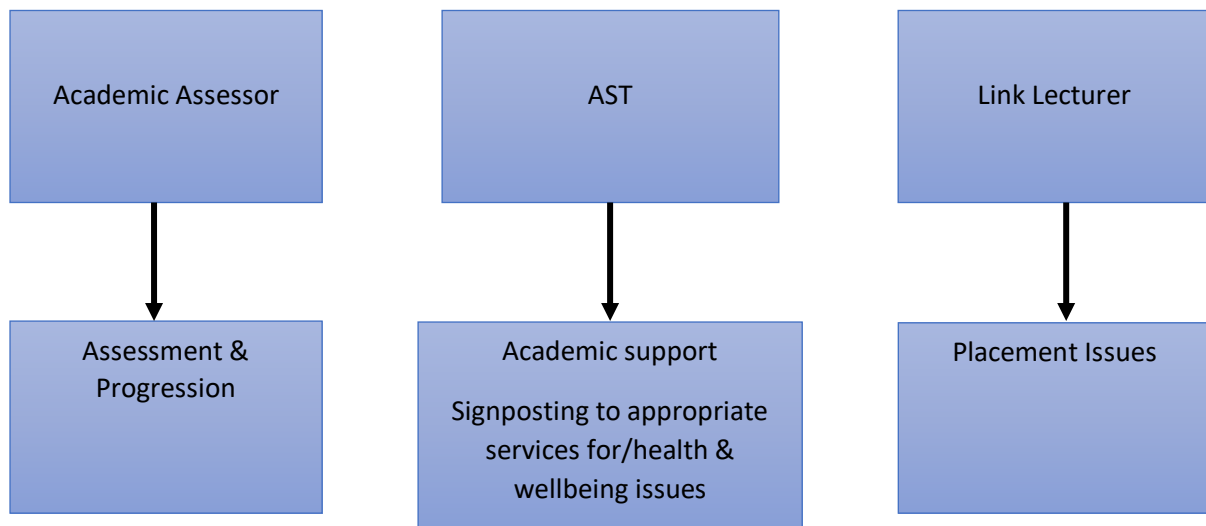 Academic Assessor
AST
Link Lecturer
Assessment &
Progression
Academic support
Signposting to appropriate
services for/health &
wellbeing issues
Placement Issues